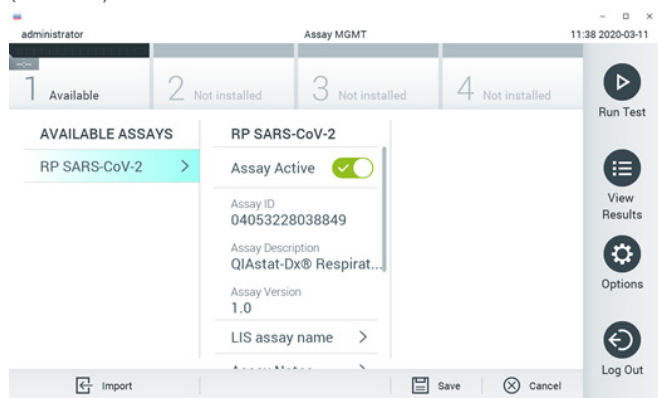 administrator Assay MGMT 11:38 2020-03-11
1 Available 2 Not installed 3 Not installed 4 Not installed
Run Test
AVAILABLE ASSAYS
RP SARS-CoV-2
RP SARS-CoV-2
Assay Active
Assay ID
04053228038849
Assay Description
QIAstat-Dx® Respirat...
Assay Version
1.0
LIS assay name
View
Results
Options
Log Out
Import Save Cancel